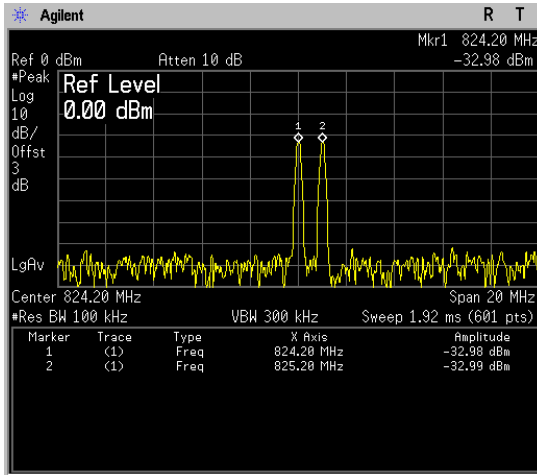 Agilent R T
Mkr1 824.20 MHz
Ref 0 dBm Atten 10 dB -32.98 dBm
#Peak
Log
10
dB/
Offst
3
dB
Ref Level
0.00 dBm
1 2
LgAv
Center 824.20 MHz Span 20 MHz
#Res BW 100 kHz VBW 300 kHz Sweep 1.92 ms (601 pts)
Marker Trace Type X Axis Amplitude
1 (1) Freq 824.20 MHz -32.98 dBm
2 (1) Freq 825.20 MHz -32.99 dBm